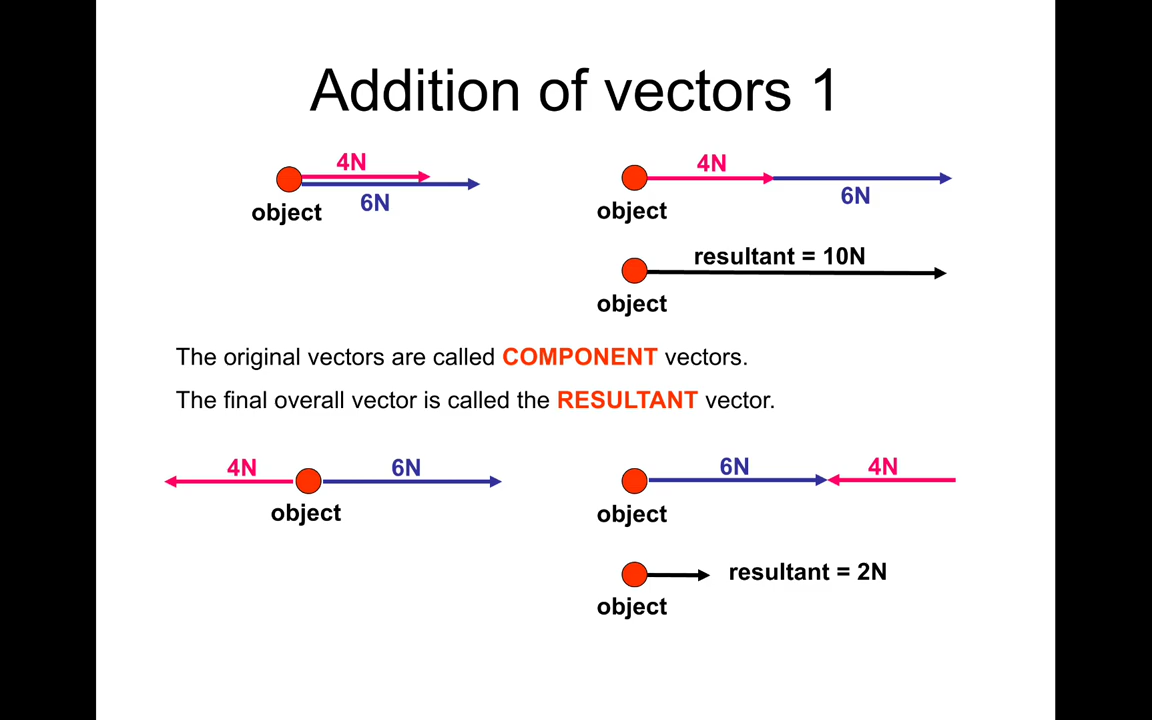 Addition of vectors 1
4N
6N
object
4N
6N
object
resultant = 10N
object
The original vectors are called COMPONENT vectors.
The final overall vector is called the RESULTANT vector.
4N
6N
object
6N
4N
object
resultant = 2N
object